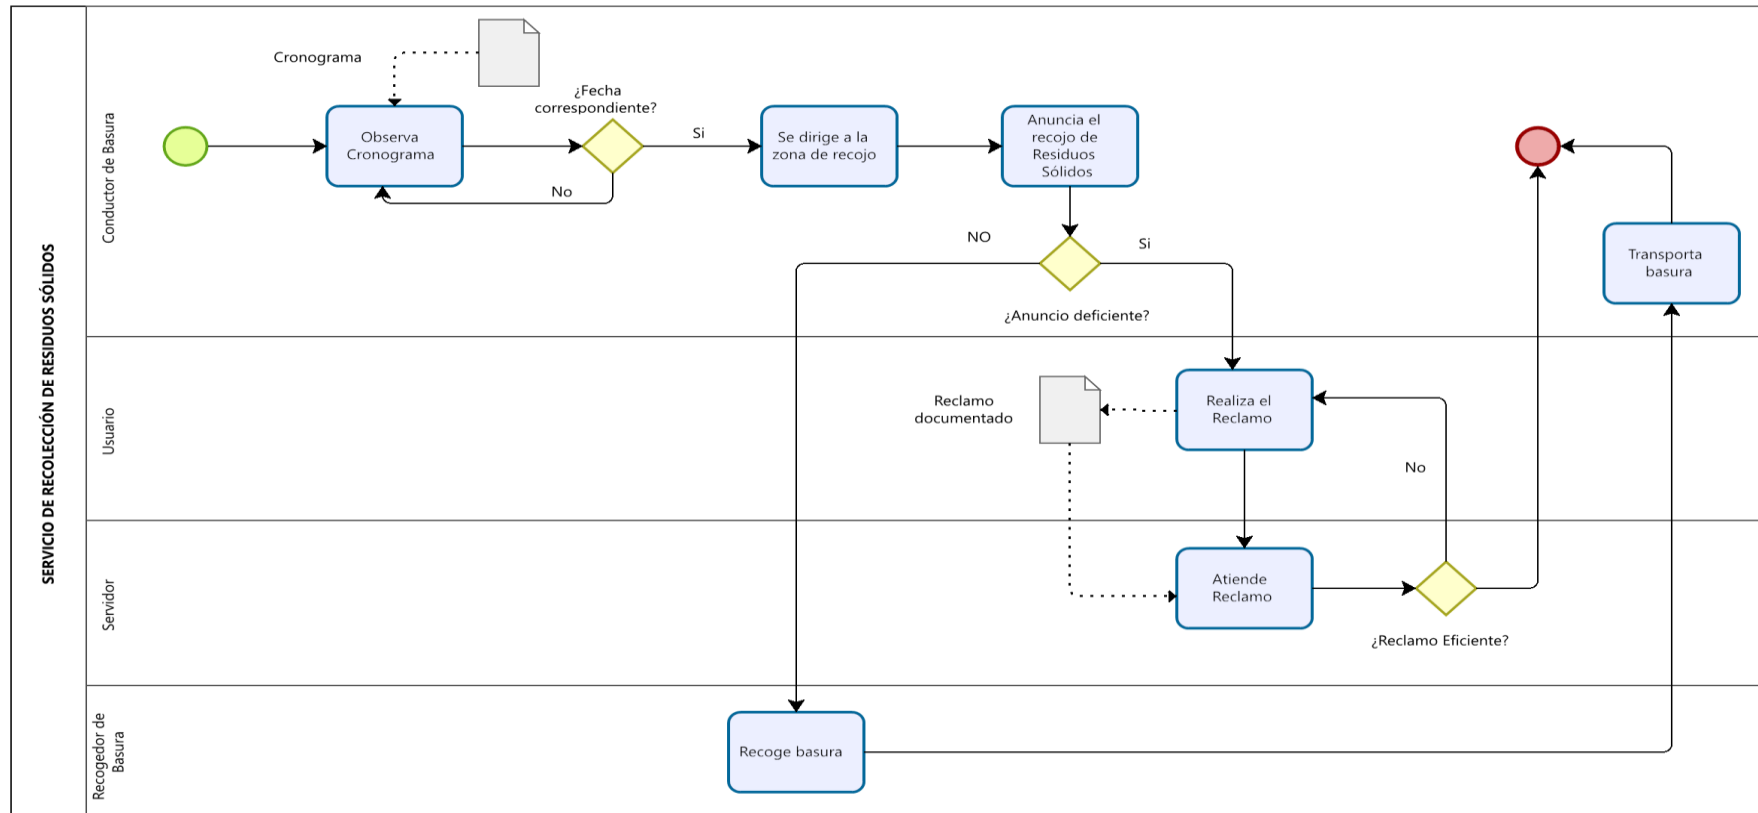 SERVICIO DE RECOLECCIÓN DE RESIDUOS SÓLIDOS
Conductor de Basura
Cronograma
Observa
Cronograma
¿Fecha
correspondiente?
Si
No
Se dirige a la
zona de recojo
Anuncia el
recojo de
Residuos
Sólidos
NO
Si
¿Anuncio deficiente?
Transporta
basura
Usuario
Reclamo
documentado
Realiza el
Reclamo
No
Servidor
Atiende
Reclamo
¿Reclamo Eficiente?
Recogedor de
Basura
Recoge basura